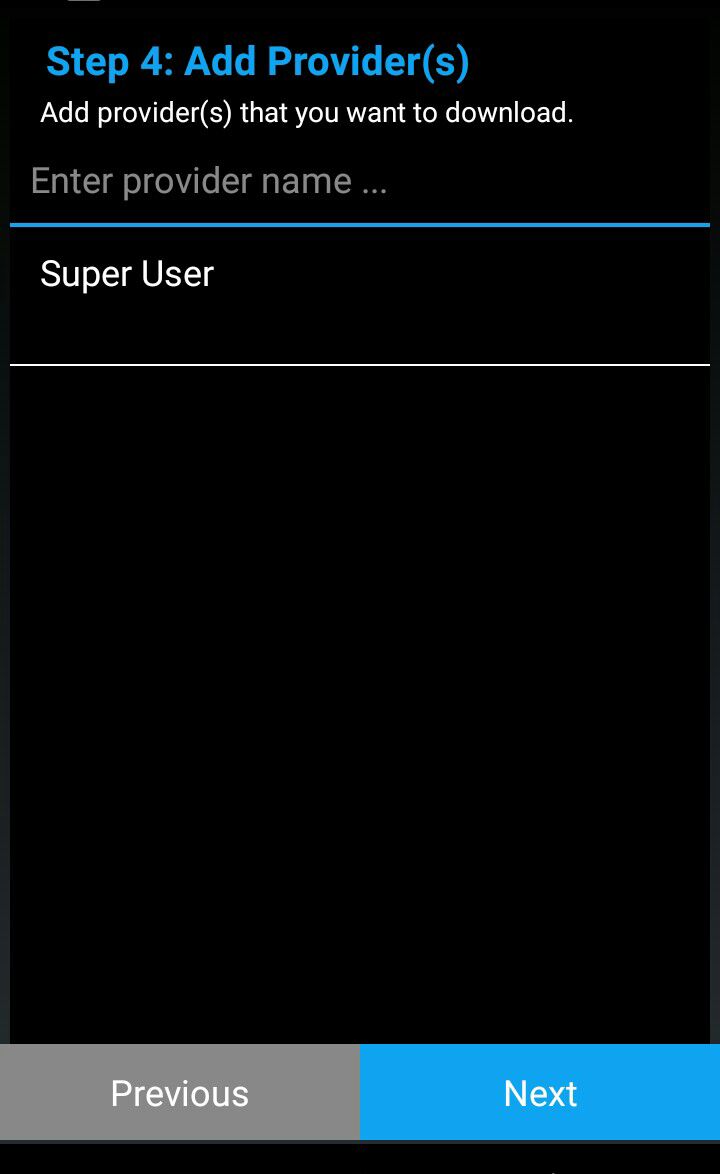 Step 4: Add Provider(s)
Add provider(s) that you want to download.
Enter provider name ...
Super User
Previous
Next